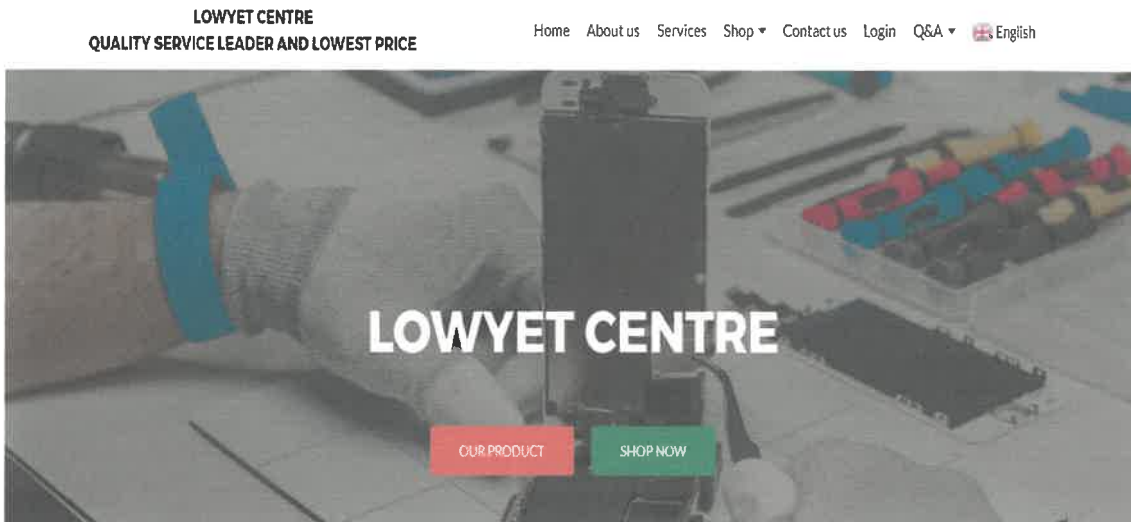 LOWYET CENTRE
QUALITY SERVICE LEADER AND LOWEST PRICE
Home About us Services Shop Contact us Login Q&A English
LOWYET CENTRE
OUR PRODUCT SHOP NOW